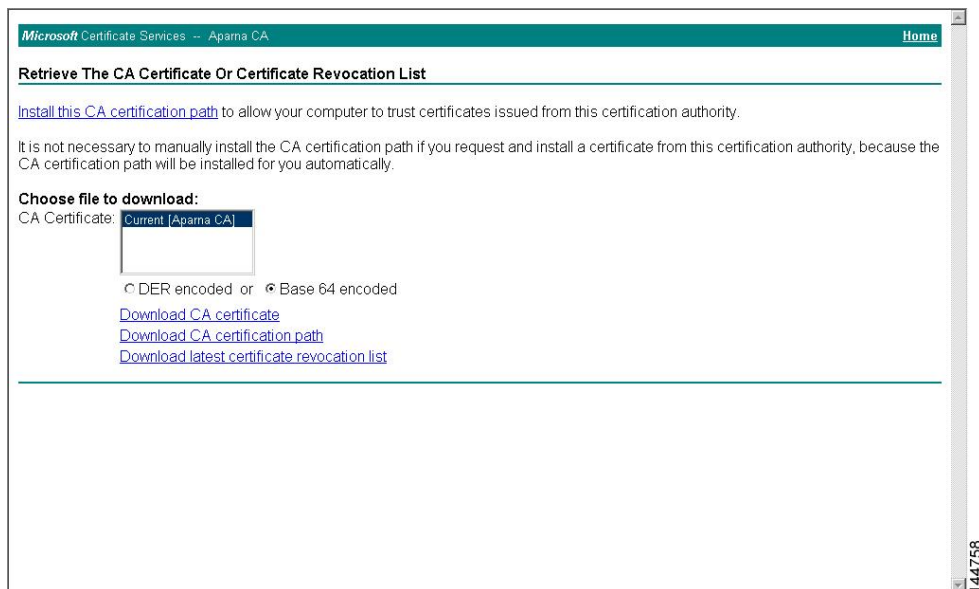 Microsoft Certificate Services -- Aparna CA Home
Retrieve The CA Certificate Or Certificate Revocation List
Install this CA certification path to allow your computer to trust certificates issued from this certification authority.
It is not necessary to manually install the CA certification path if you request and install a certificate from this certification authority, because the
CA certification path will be installed for you automatically.
Choose file to download:
CA Certificate: Current [Aparna CA]
DER encoded or Base 64 encoded
Download CA certificate
Download CA certification path
Download latest certificate revocation list
144758